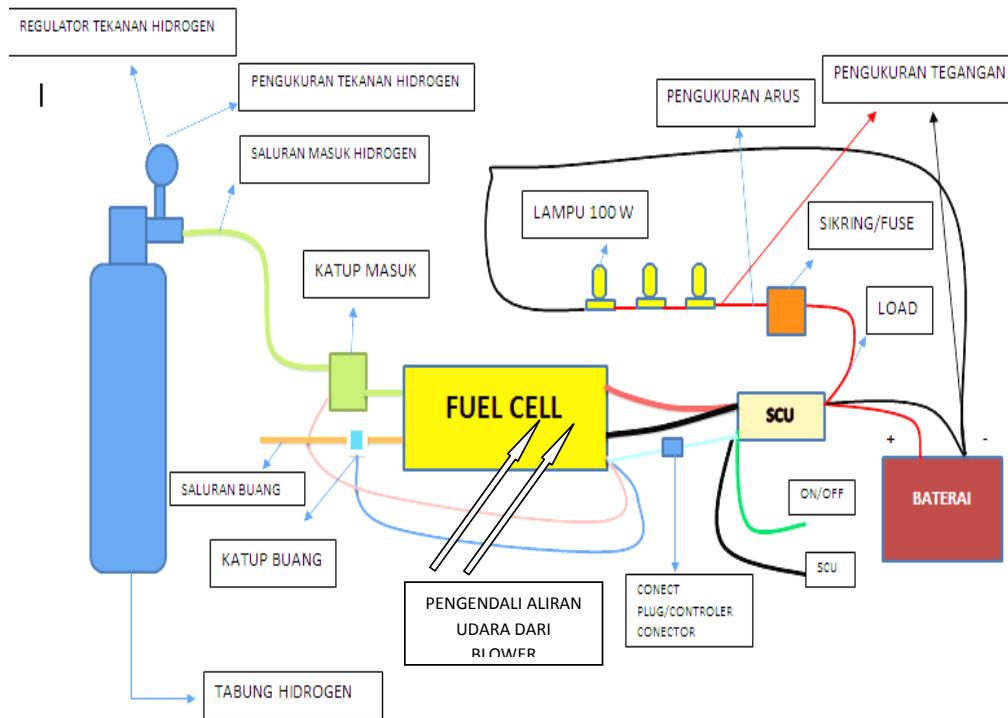 REGULATOR TEKANAN HIDROGEN
PENGUKURAN TEKANAN HIDROGEN
SALURAN MASUK HIDROGEN
KATUP MASUK
PENGUKURAN ARUS
PENGUKURAN TEGANGAN
LAMPU 100 W
SIKRING/FUSE
LOAD
FUEL CELL
SCU
+
-
BATERAI
SALURAN BUANG
KATUP BUANG
ON/OFF
SCU
CONECT
PLUG/CONTROLER
CONECTOR
PENGENDALI ALIRAN
UDARA DARI
BLOWER
TABUNG HIDROGEN